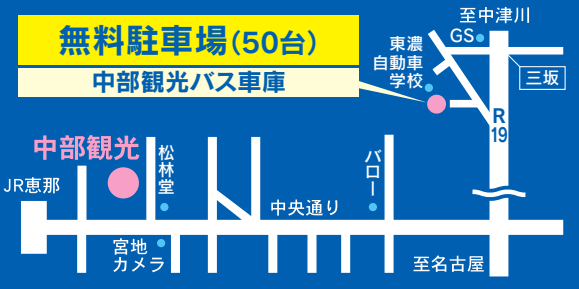 無料駐車場(50台)
中部観光バス車庫
至中津川
GS
東濃
自動車
学校
三坂
R
19
中部観光
松林堂
バロー
JR恵那
中央通り
宮地
カメラ
至名古屋